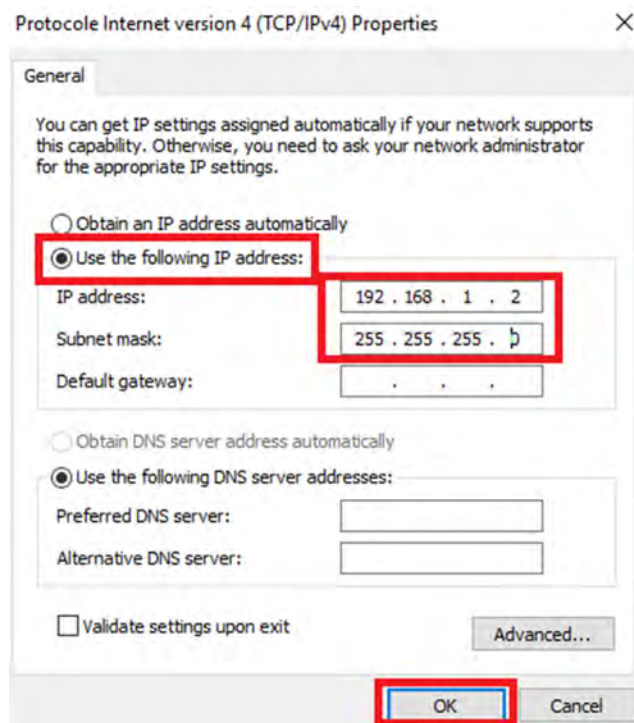 Protocole Internet version 4 (TCP/IPv4) Properties
General
You can get IP settings assigned automatically if your network supports
this capability. Otherwise, you need to ask your network administrator
for the appropriate IP settings.
Obtain an IP address automatically
Use the following IP address:
IP address: 192 . 168 . 1 . 2
Subnet mask: 255 . 255 . 255 . 0
Default gateway: . . .
Obtain DNS server address automatically
Use the following DNS server addresses:
Preferred DNS server:
Alternative DNS server:
Validate settings upon exit
Advanced...
OK Cancel